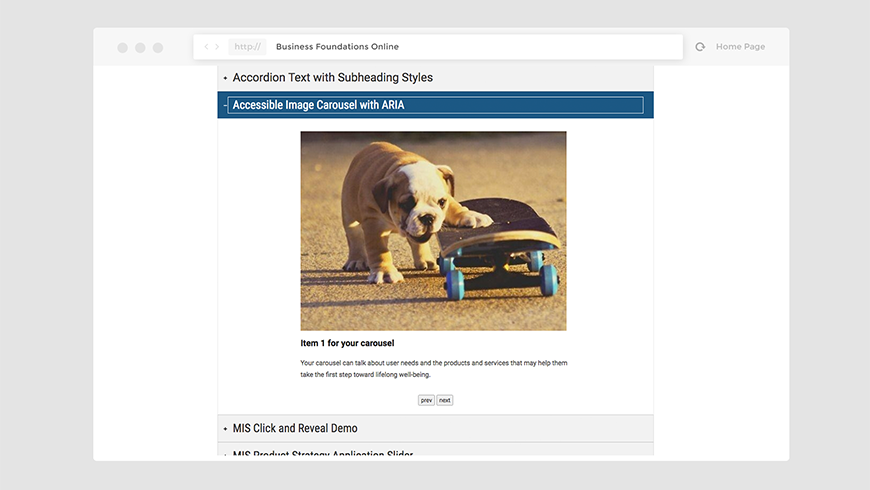 http://
Business Foundations Online
Home Page
+ Accordion Text with Subheading Styles
- Accessible Image Carousel with ARIA
Item 1 for your carousel
Your carousel can talk about user needs and the products and services that may help them
take the first step toward lifelong well-being.
prev next
+ MIS Click and Reveal Demo
+ MIS Product Strategy Application Slider